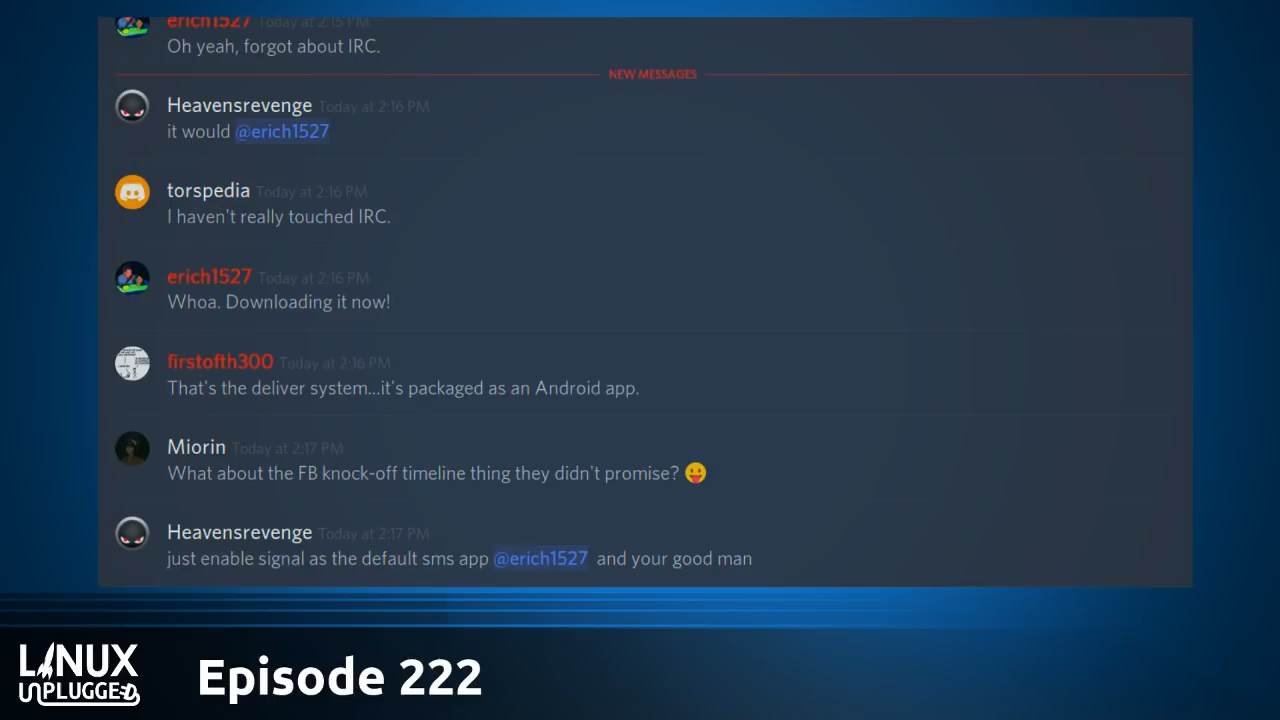 erich1527 Today at 2:15 PM
Oh yeah, forgot about IRC.
NEW MESSAGES
Heavensrevenge Today at 2:16 PM
it would @erich1527
torspedia Today at 2:16 PM
I haven't really touched IRC.
erich1527 Today at 2:16 PM
Whoa. Downloading it now!
firstofth300 Today at 2:16 PM
That's the deliver system...it's packaged as an Android app.
Miorin Today at 2:17 PM
What about the FB knock-off timeline thing they didn't promise? 😛
Heavensrevenge Today at 2:17 PM
just enable signal as the default sms app @erich1527 and your good man
LINUX
UNPLUGGED
Episode 222